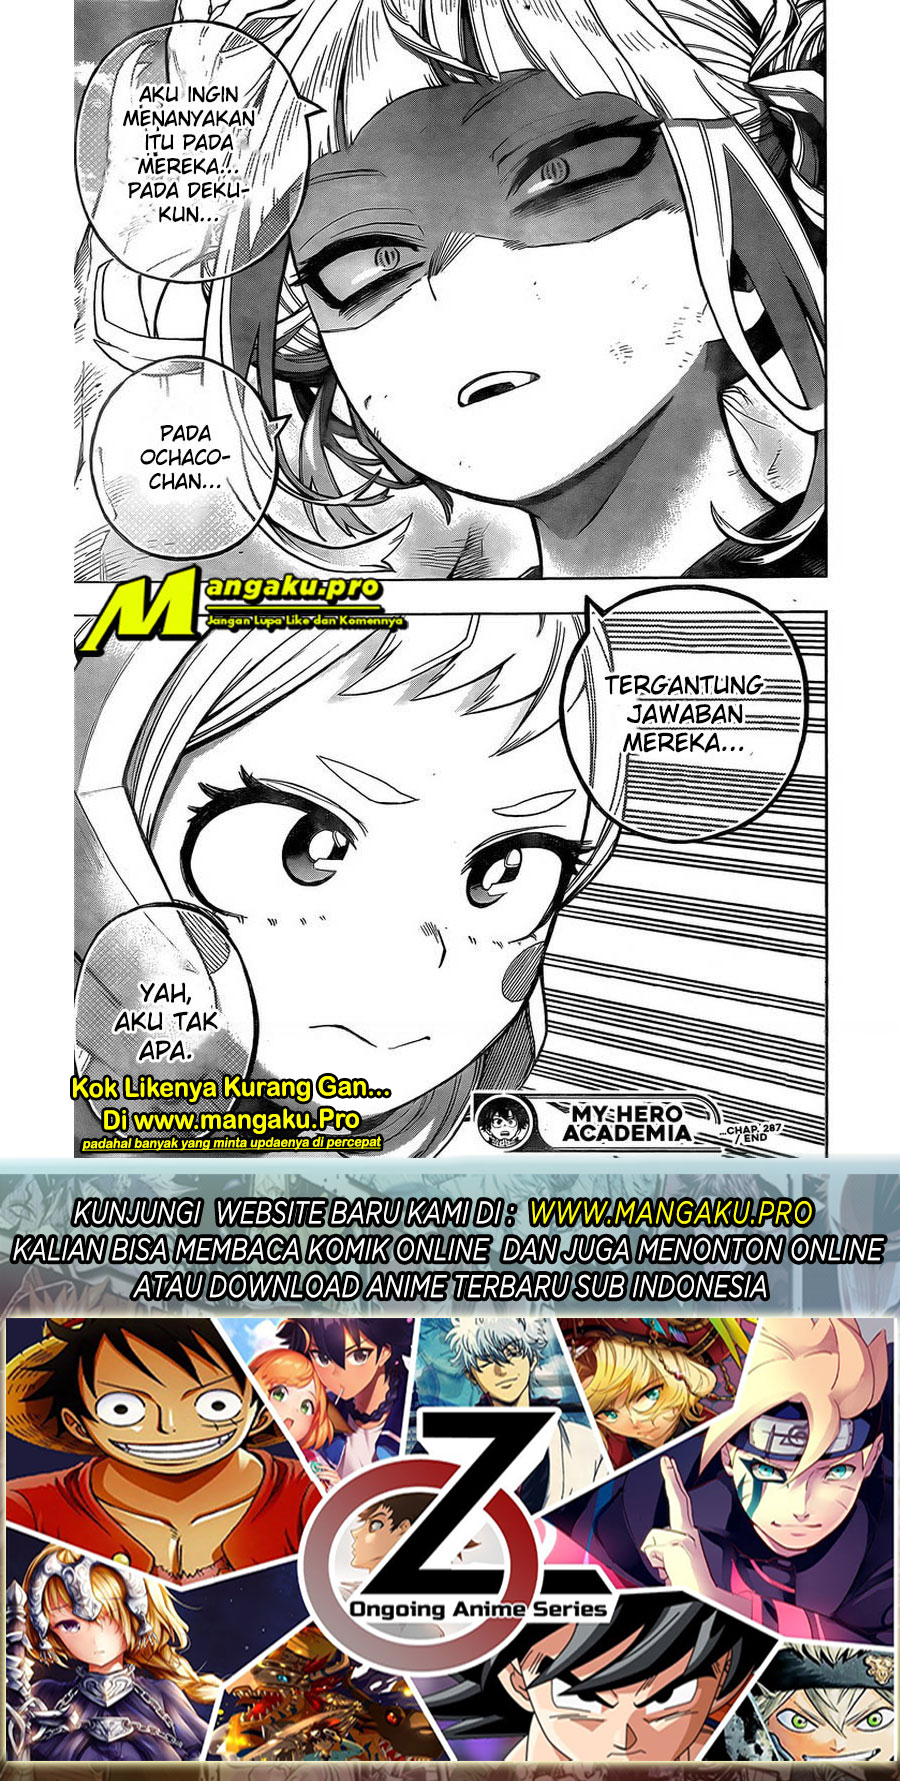 AKU INGIN
MENANYAKAN
ITU PADA
MEREKA...
PADA DEKU-
KUN...
PADA
OCHACO-
CHAN...
Mangaku.pro
Jangan Lupa Like dan Komennya
TERGANTUNG
JAWABAN
MEREKA...
YAH,
AKU TAK
APA.
Kok Likenya Kurang Gan...
Di www.mangaku.Pro
padahal banyak yang minta updaenya di percepat
MY HERO
ACADEMIA
...CHAP. 287
/ END
KUNJUNGI WEBSITE BARU KAMI DI : WWW.MANGAKU.PRO
KALIAN BISA MEMBACA KOMIK ONLINE DAN JUGA MENONTON ONLINE
ATAU DOWNLOAD ANIME TERBARU SUB INDONESIA
Z
Ongoing Anime Series